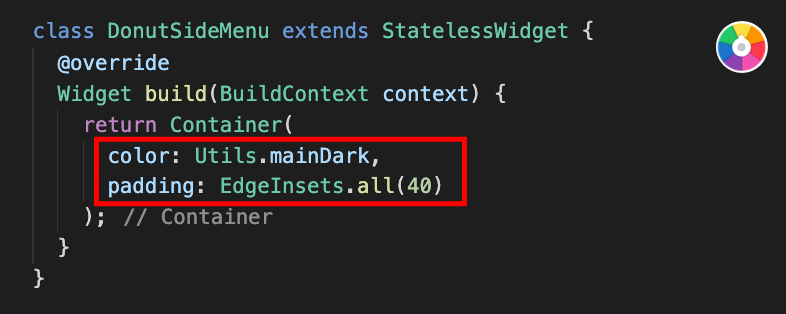 class DonutSideMenu extends StatelessWidget {
@override
Widget build(BuildContext context) {
return Container(
color: Utils.mainDark,
padding: EdgeInsets.all(40)
); // Container
}
}